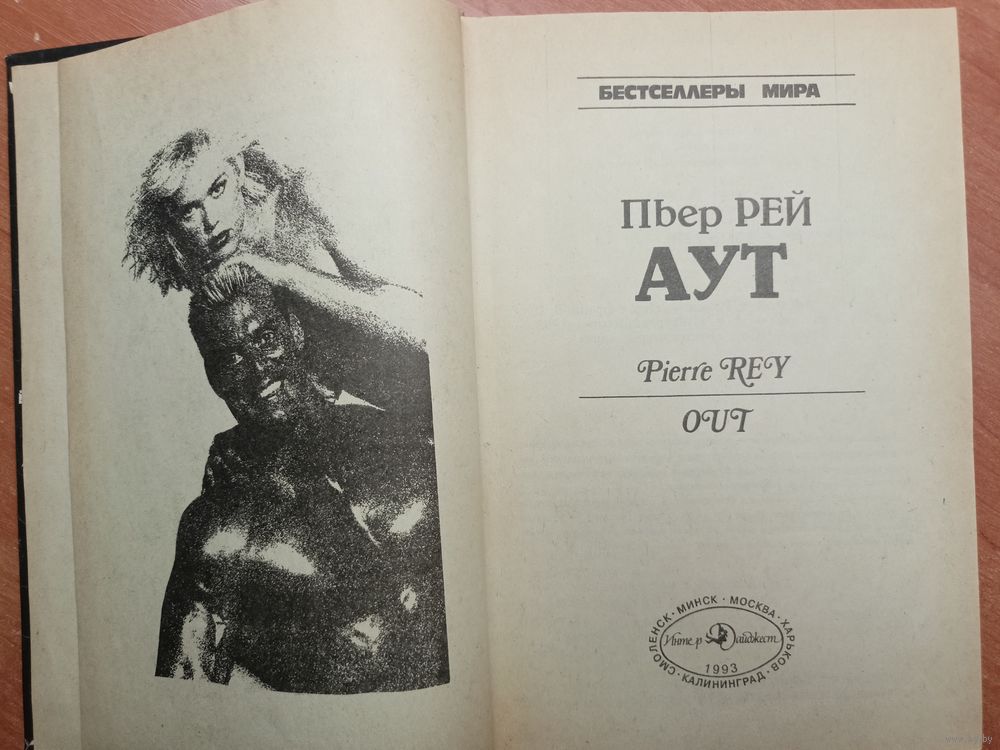 БЕСТСЕЛЛЕРЫ МИРА
Пьер РЕЙ
АУТ
Pierre REY
OUT
СМОЛЕНСК · МИНСК · МОСКВА · ХАРЬКОВ · КАЛИНИНГРАД ·
Интер Дайджест
1993